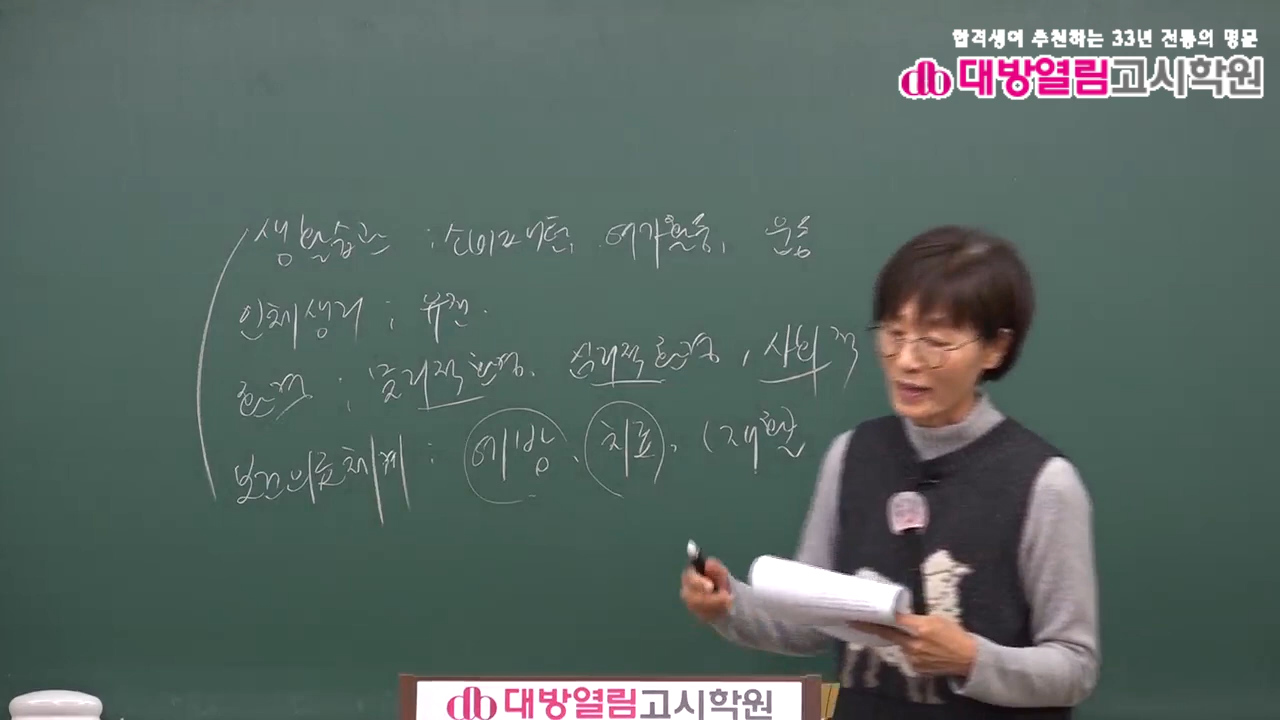 합격생이 추천하는 33년 전통의 명문
대방열림고시학원
생활습관 : 소비패턴, 여가활동, 운동
인체생리 : 유전.
환경 : 물리적 환경, 심리적 환경, 사회적
보건의료체계 : 예방, 치료, (재활
대방열림고시학원